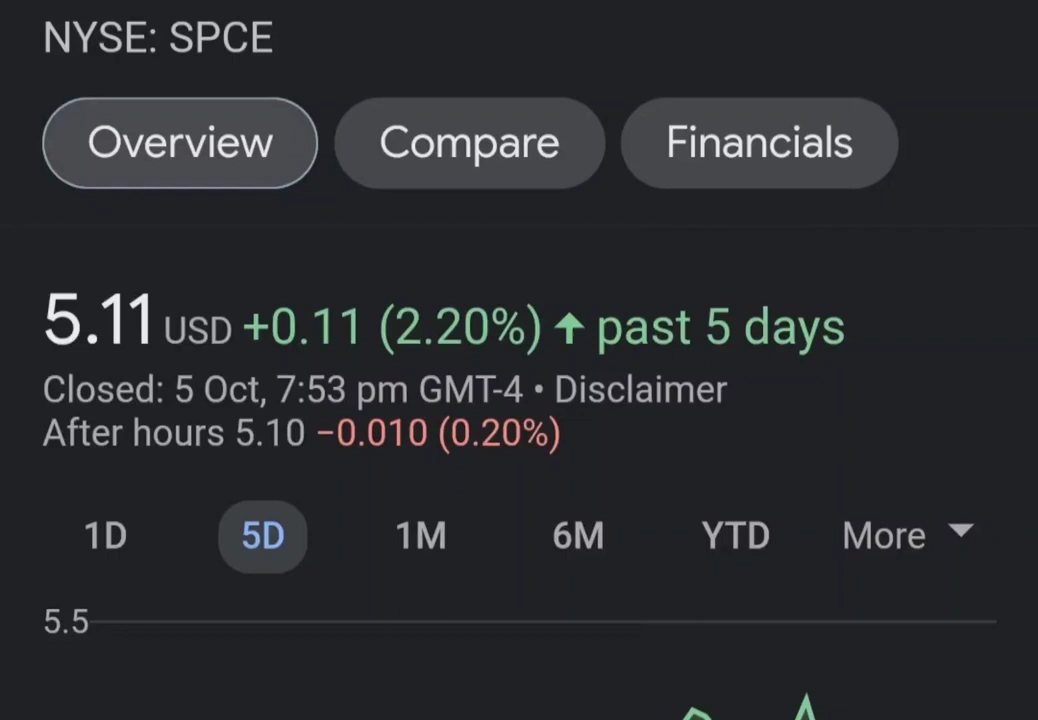 NYSE: SPCE
Overview Compare Financials
5.11 USD +0.11 (2.20%) ↑ past 5 days
Closed: 5 Oct, 7:53 pm GMT-4 • Disclaimer
After hours 5.10 −0.010 (0.20%)
1D 5D 1M 6M YTD More
5.5